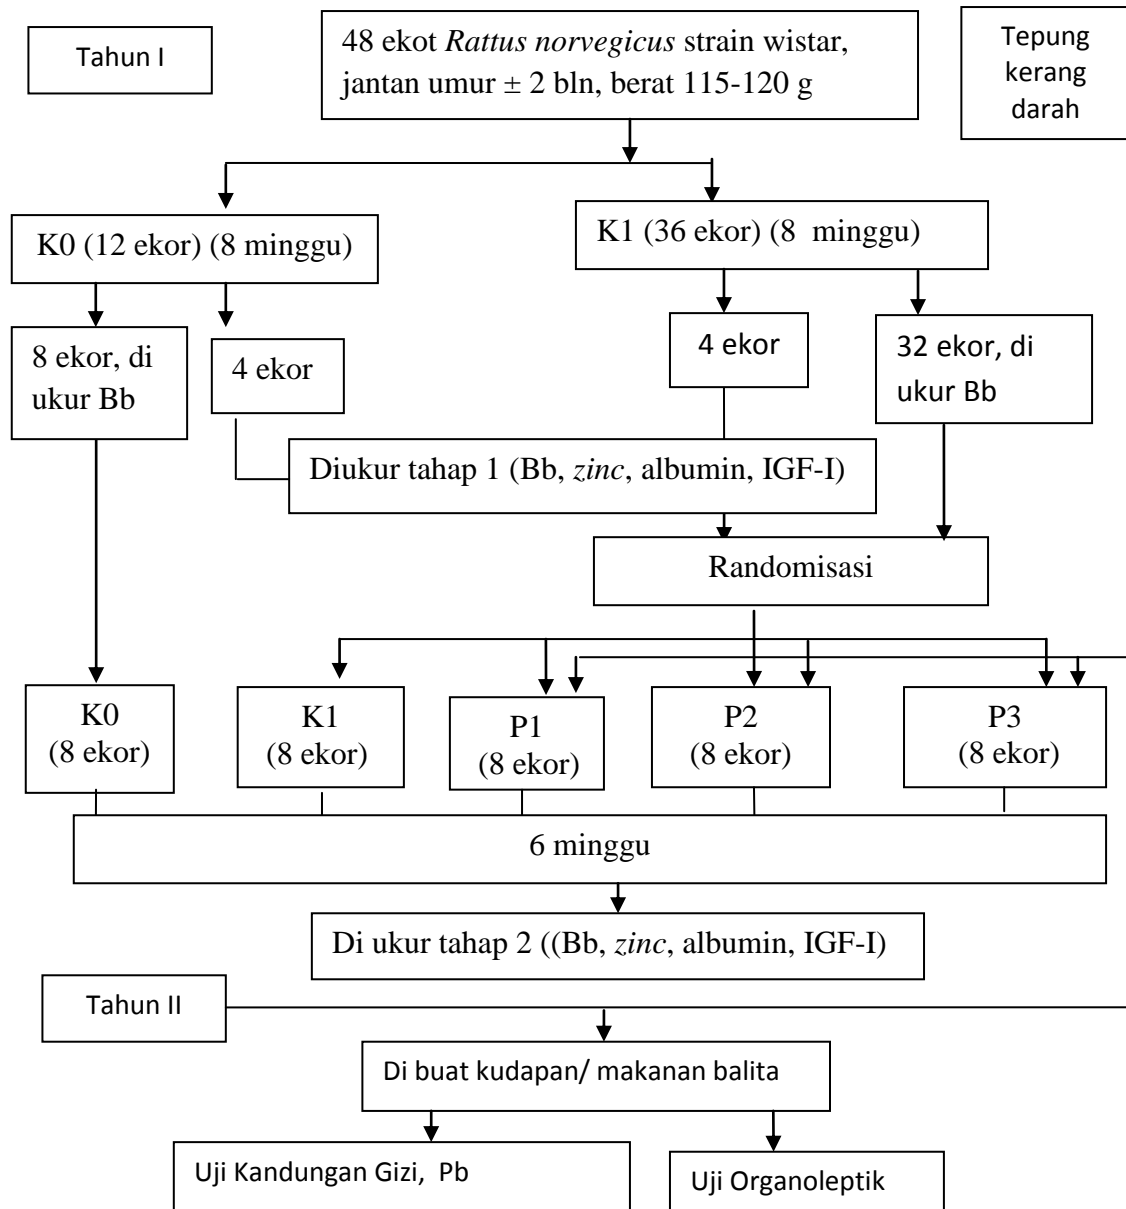 Tahun I
48 ekot Rattus norvegicus strain wistar,
jantan umur ± 2 bln, berat 115-120 g
Tepung
kerang
darah
K0 (12 ekor) (8 minggu)
K1 (36 ekor) (8 minggu)
8 ekor, di
ukur Bb
4 ekor
4 ekor
32 ekor, di
ukur Bb
Diukur tahap 1 (Bb, zinc, albumin, IGF-I)
Randomisasi
K0
(8 ekor)
K1
(8 ekor)
P1
(8 ekor)
P2
(8 ekor)
P3
(8 ekor)
6 minggu
Di ukur tahap 2 ((Bb, zinc, albumin, IGF-I)
Tahun II
Di buat kudapan/ makanan balita
Uji Kandungan Gizi, Pb
Uji Organoleptik